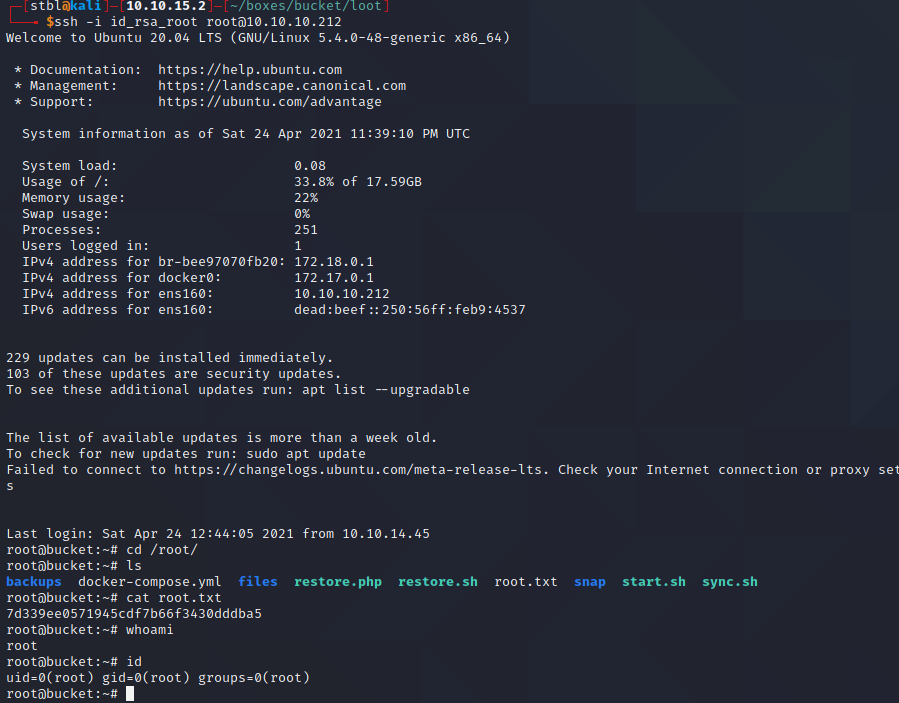 [stbl@kali]-[10.10.15.2]-[~/boxes/bucket/loot]
$ssh -i id_rsa_root root@10.10.10.212
Welcome to Ubuntu 20.04 LTS (GNU/Linux 5.4.0-48-generic x86_64)
* Documentation: https://help.ubuntu.com
* Management: https://landscape.canonical.com
* Support: https://ubuntu.com/advantage
System information as of Sat 24 Apr 2021 11:39:10 PM UTC
System load: 0.08
Usage of /: 33.8% of 17.59GB
Memory usage: 22%
Swap usage: 0%
Processes: 251
Users logged in: 1
IPv4 address for br-bee97070fb20: 172.18.0.1
IPv4 address for docker0: 172.17.0.1
IPv4 address for ens160: 10.10.10.212
IPv6 address for ens160: dead:beef::250:56ff:feb9:4537
229 updates can be installed immediately.
103 of these updates are security updates.
To see these additional updates run: apt list --upgradable
The list of available updates is more than a week old.
To check for new updates run: sudo apt update
Failed to connect to https://changelogs.ubuntu.com/meta-release-lts. Check your Internet connection or proxy set
s
Last login: Sat Apr 24 12:44:05 2021 from 10.10.14.45
root@bucket:~# cd /root/
root@bucket:~# ls
backups docker-compose.yml files restore.php restore.sh root.txt snap start.sh sync.sh
root@bucket:~# cat root.txt
7d339ee0571945cdf7b66f3430dddba5
root@bucket:~# whoami
root
root@bucket:~# id
uid=0(root) gid=0(root) groups=0(root)
root@bucket:~#